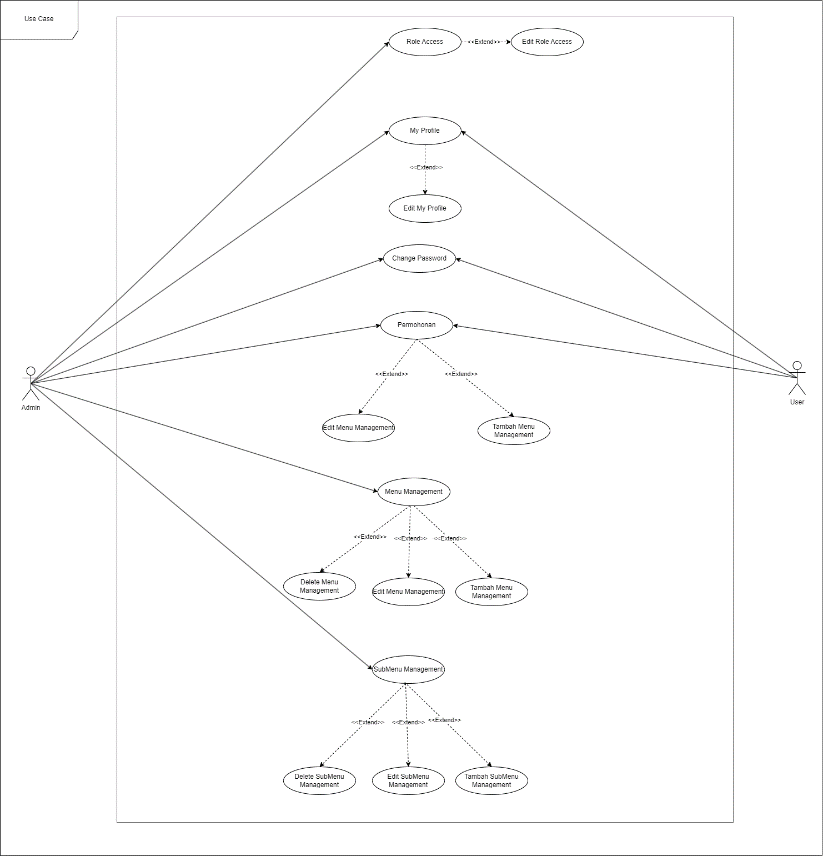 Use Case
Role Access
<<Extend>>
Edit Role Access
My Profile
<<Extend>>
Edit My Profile
Change Password
Permohonan
<<Extend>>
<<Extend>>
Edit Menu Management
Tambah Menu
Management
Admin
User
Menu Management
<<Extend>>
<<Extend>>
<<Extend>>
Delete Menu
Management
Edit Menu Management
Tambah Menu
Management
SubMenu Management
<<Extend>>
<<Extend>>
<<Extend>>
Delete SubMenu
Management
Edit SubMenu
Management
Tambah SubMenu
Management